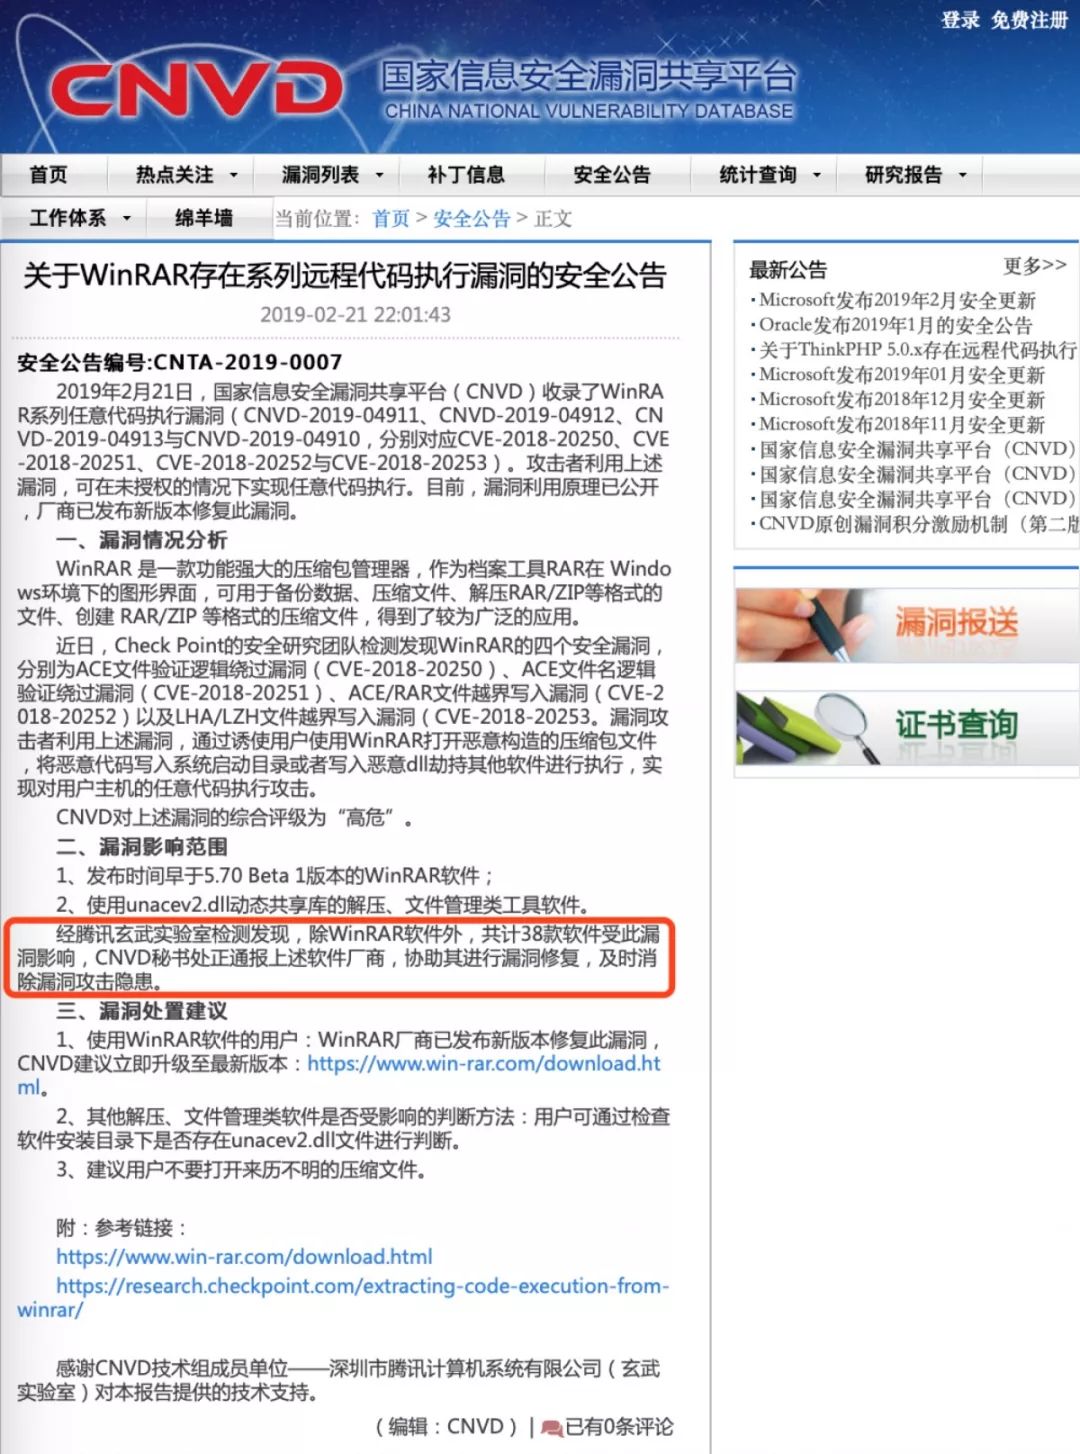 登录 免费注册
CNVD 国家信息安全漏洞共享平台
CHINA NATIONAL VULNERABILITY DATABASE
首页 热点关注 漏洞列表 补丁信息 安全公告 统计查询 研究报告
工作体系 绵羊墙 当前位置: 首页 > 安全公告 > 正文
关于WinRAR存在系列远程代码执行漏洞的安全公告
2019-02-21 22:01:43
安全公告编号:CNTA-2019-0007
2019年2月21日，国家信息安全漏洞共享平台（CNVD）收录了WinRA
R系列任意代码执行漏洞（CNVD-2019-04911、CNVD-2019-04912、CN
VD-2019-04913与CNVD-2019-04910，分别对应CVE-2018-20250、CVE
-2018-20251、CVE-2018-20252与CVE-2018-20253）。攻击者利用上述
漏洞，可在未授权的情况下实现任意代码执行。目前，漏洞利用原理已公开
，厂商已发布新版本修复此漏洞。
一、漏洞情况分析
WinRAR 是一款功能强大的压缩包管理器，作为档案工具RAR在 Windo
ws环境下的图形界面，可用于备份数据、压缩文件、解压RAR/ZIP等格式的
文件、创建 RAR/ZIP 等格式的压缩文件，得到了较为广泛的应用。
近日，Check Point的安全研究团队检测发现WinRAR的四个安全漏洞，
分别为ACE文件验证逻辑绕过漏洞（CVE-2018-20250）、ACE文件名逻辑
验证绕过漏洞（CVE-2018-20251）、ACE/RAR文件越界写入漏洞（CVE-2
018-20252）以及LHA/LZH文件越界写入漏洞（CVE-2018-20253。漏洞攻
击者利用上述漏洞，通过诱使用户使用WinRAR打开恶意构造的压缩包文件
，将恶意代码写入系统启动目录或者写入恶意dll劫持其他软件进行执行，实
现对用户主机的任意代码执行攻击。
CNVD对上述漏洞的综合评级为“高危”。
二、漏洞影响范围
1、发布时间早于5.70 Beta 1版本的WinRAR软件；
2、使用unacev2.dll动态共享库的解压、文件管理类工具软件。
经腾讯玄武实验室检测发现，除WinRAR软件外，共计38款软件受此漏
洞影响，CNVD秘书处正通报上述软件厂商，协助其进行漏洞修复，及时消
除漏洞攻击隐患。
三、漏洞处置建议
1、使用WinRAR软件的用户：WinRAR厂商已发布新版本修复此漏洞，
CNVD建议立即升级至最新版本：https://www.win-rar.com/download.ht
ml。
2、其他解压、文件管理类软件是否受影响的判断方法：用户可通过检查
软件安装目录下是否存在unacev2.dll文件进行判断。
3、建议用户不要打开来历不明的压缩文件。
附：参考链接：
https://www.win-rar.com/download.html
https://research.checkpoint.com/extracting-code-execution-from-
winrar/
感谢CNVD技术组成员单位——深圳市腾讯计算机系统有限公司（玄武
实验室）对本报告提供的技术支持。
（编辑：CNVD） | 已有0条评论
最新公告 更多>>
Microsoft发布2019年2月安全更新
Oracle发布2019年1月的安全公告
关于ThinkPHP 5.0.x存在远程代码执行
Microsoft发布2019年01月安全更新
Microsoft发布2018年12月安全更新
Microsoft发布2018年11月安全更新
国家信息安全漏洞共享平台（CNVD）
国家信息安全漏洞共享平台（CNVD）
国家信息安全漏洞共享平台（CNVD）
CNVD原创漏洞积分激励机制（第二版
漏洞报送
证书查询